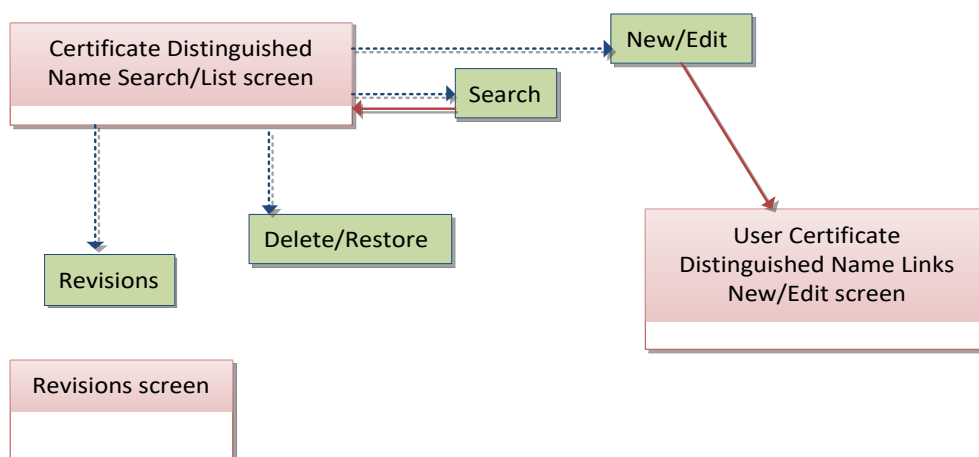 Certificate Distinguished
Name Search/List screen
New/Edit
Search
Delete/Restore
Revisions
User Certificate
Distinguished Name Links
New/Edit screen
Revisions screen